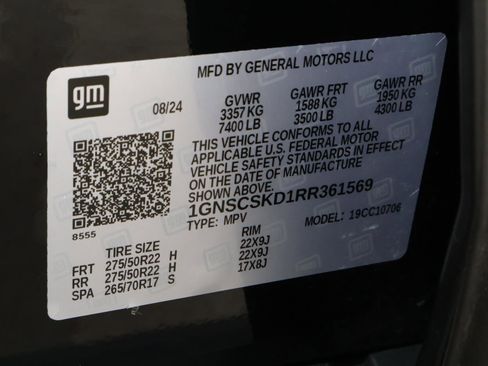 MFD BY GENERAL MOTORS LLC
gm
08/24
GVWR GAWR FRT GAWR RR
3357 KG 1588 KG 1950 KG
7400 LB 3500 LB 4300 LB
THIS VEHICLE CONFORMS TO ALL
APPLICABLE U.S. FEDERAL MOTOR
VEHICLE SAFETY STANDARDS IN EFFECT
ON THE DATE OF MANUFACTURE
SHOWN ABOVE.
1GNSCSKD1RR361569
8555
TYPE: MPV MODEL: 19CC10706
TIRE SIZE RIM
FRT 275/50R22 H 22X9J
RR 275/50R22 H 22X9J
SPA 265/70R17 S 17X8J